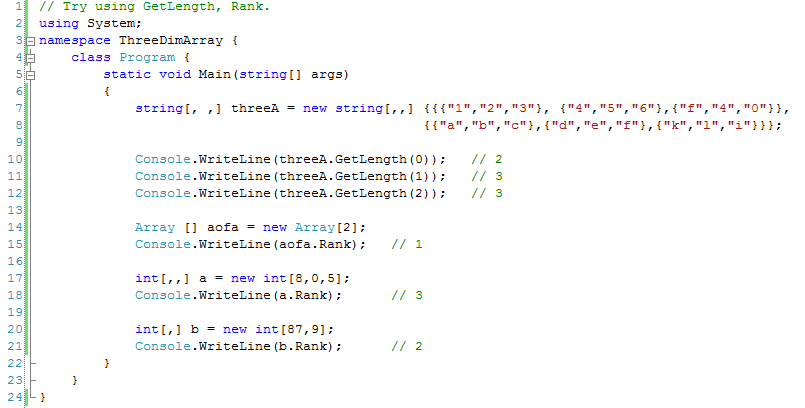 1 // Try using GetLength, Rank.
2 using System;
3 namespace ThreeDimArray {
4     class Program {
5         static void Main(string[] args)
6         {
7             string[, ,] threeA = new string[,,] {{{"1","2","3"}, {"4","5","6"},{"f","4","0"}},
8                                                 {{"a","b","c"},{"d","e","f"},{"k","l","i"}}};
9
10             Console.WriteLine(threeA.GetLength(0));   // 2
11             Console.WriteLine(threeA.GetLength(1));   // 3
12             Console.WriteLine(threeA.GetLength(2));   // 3
13
14             Array [] aofa = new Array[2];
15             Console.WriteLine(aofa.Rank);   // 1
16
17             int[,,] a = new int[8,0,5];
18             Console.WriteLine(a.Rank);      // 3
19
20             int[,] b = new int[87,9];
21             Console.WriteLine(b.Rank);      // 2
22         }
23     }
24 }